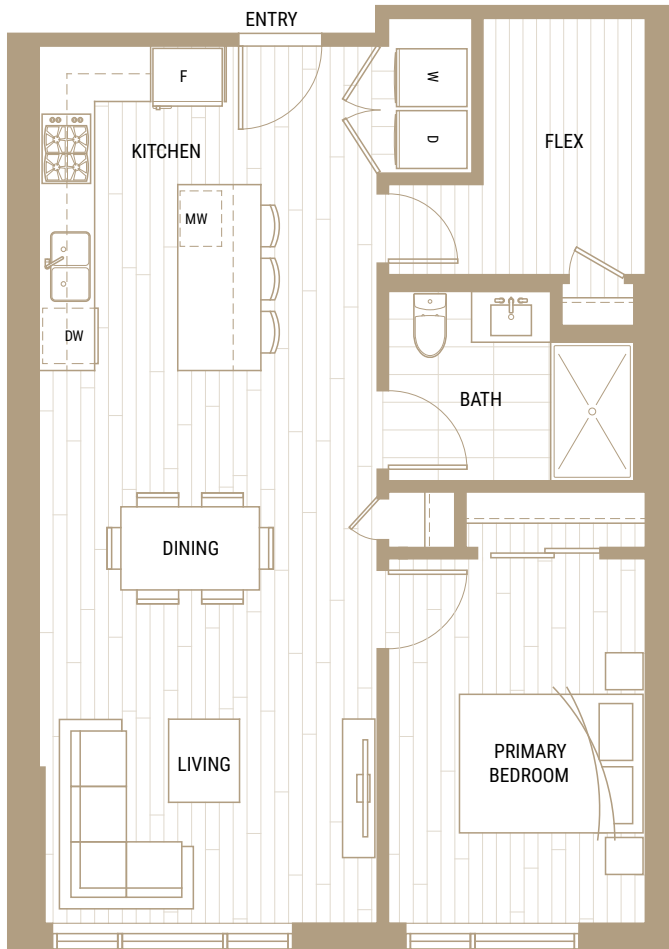 ENTRY
F
W
KITCHEN
D
FLEX
MW
DW
BATH
DINING
LIVING
PRIMARY
BEDROOM